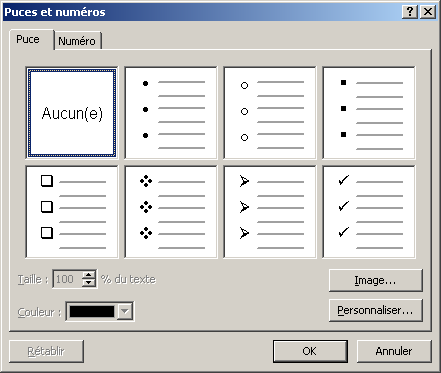 Puces et numéros
Puce
Numéro
Aucun(e)
Taille : 100 % du texte
Image...
Couleur :
Personnaliser...
Rétablir
OK
Annuler